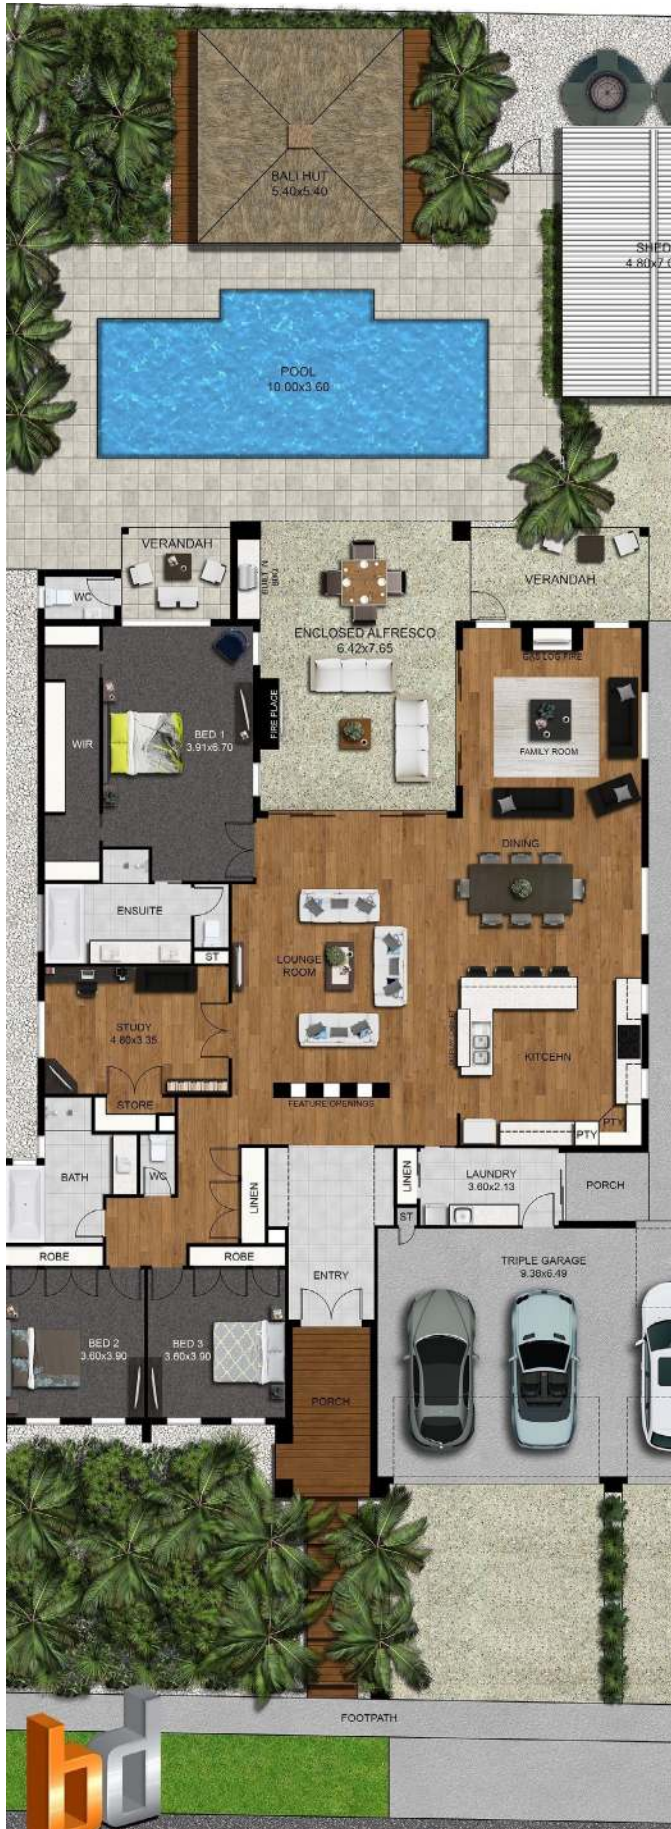 BALI HUT
5.40x5.40
SHED
4.80x7.0
POOL
10.00x3.60
VERANDAH
WC
BUILT IN BBQ
VERANDAH
ENCLOSED ALFRESCO
6.42x7.65
GAS LOG FIRE
FIRE PLACE
BED 1
3.91x6.70
WIR
FAMILY ROOM
DINING
ENSUITE
ST
LOUNGE
ROOM
STUDY
4.60x3.35
KITCEHN
STORE
FEATURE OPENINGS
PTY
PTY
BATH
WC
LINEN
LINEN
LAUNDRY
3.60x2.13
PORCH
ST
ROBE
ROBE
ENTRY
TRIPLE GARAGE
9.38x6.49
BED 2
3.60x3.90
BED 3
3.60x3.90
PORCH
FOOTPATH
bd